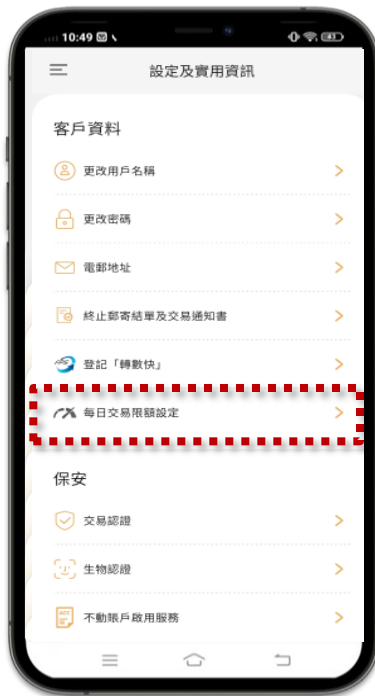 10:49
43
設定及實用資訊
客戶資料
更改用戶名稱
更改密碼
電郵地址
終止郵寄結單及交易通知書
登記「轉數快」
每日交易限額設定
保安
交易認證
生物認證
ACC
不動賬戶啟用服務